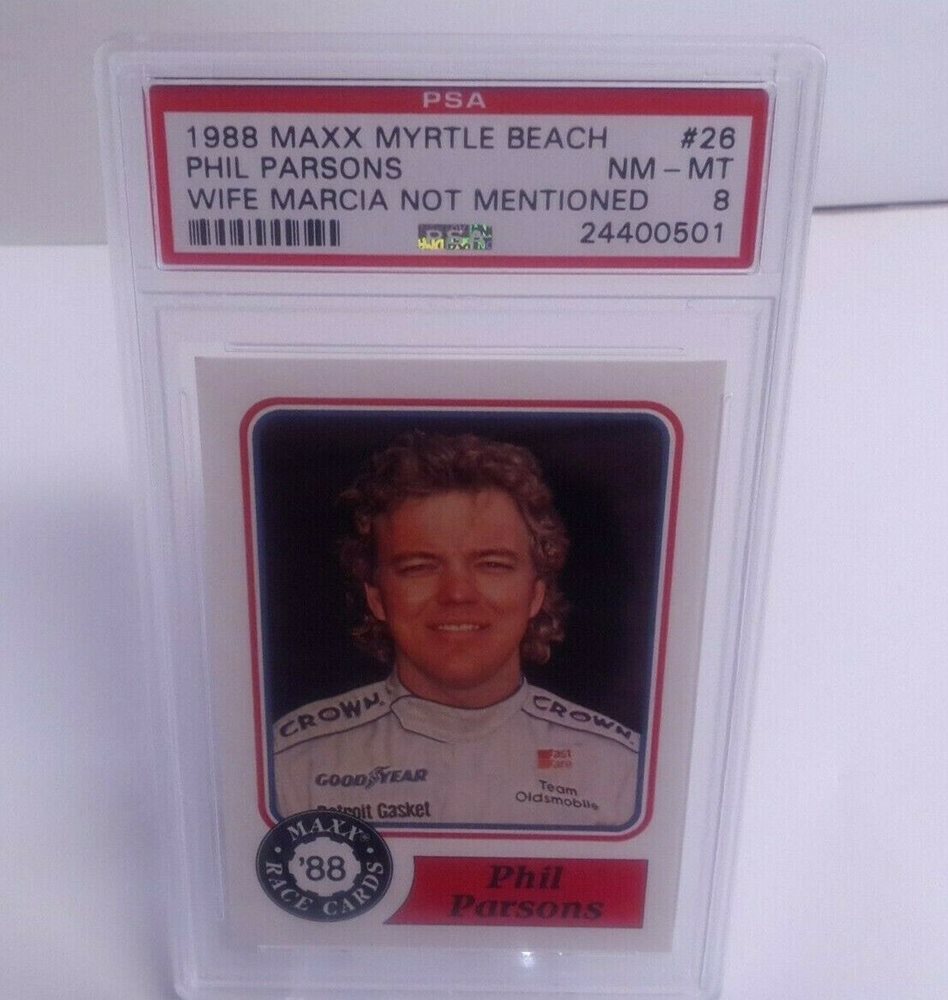 PSA
1988 MAXX MYRTLE BEACH #26
PHIL PARSONS NM - MT
WIFE MARCIA NOT MENTIONED 8
24400501
CROWN. CROWN.
GOODYEAR
Team
Oldsmobile
Detroit Gasket
MAXX®
'88
RACE CARDS
Phil
Parsons